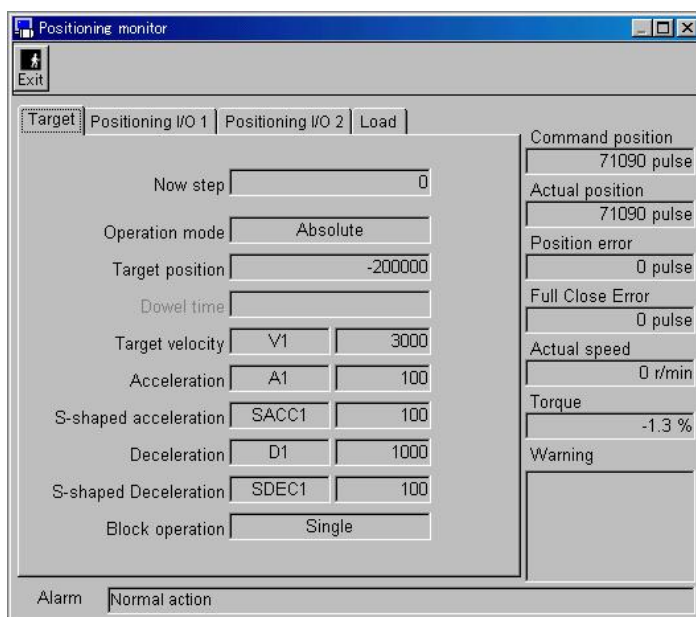 Positioning monitor
Exit
Target Positioning I/O 1 Positioning I/O 2 Load
Now step 0
Operation mode Absolute
Target position -200000
Dowel time
Target velocity V1 3000
Acceleration A1 100
S-shaped acceleration SACC1 100
Deceleration D1 1000
S-shaped Deceleration SDEC1 100
Block operation Single
Command position
71090 pulse
Actual position
71090 pulse
Position error
0 pulse
Full Close Error
0 pulse
Actual speed
0 r/min
Torque
-1.3 %
Warning
Alarm Normal action